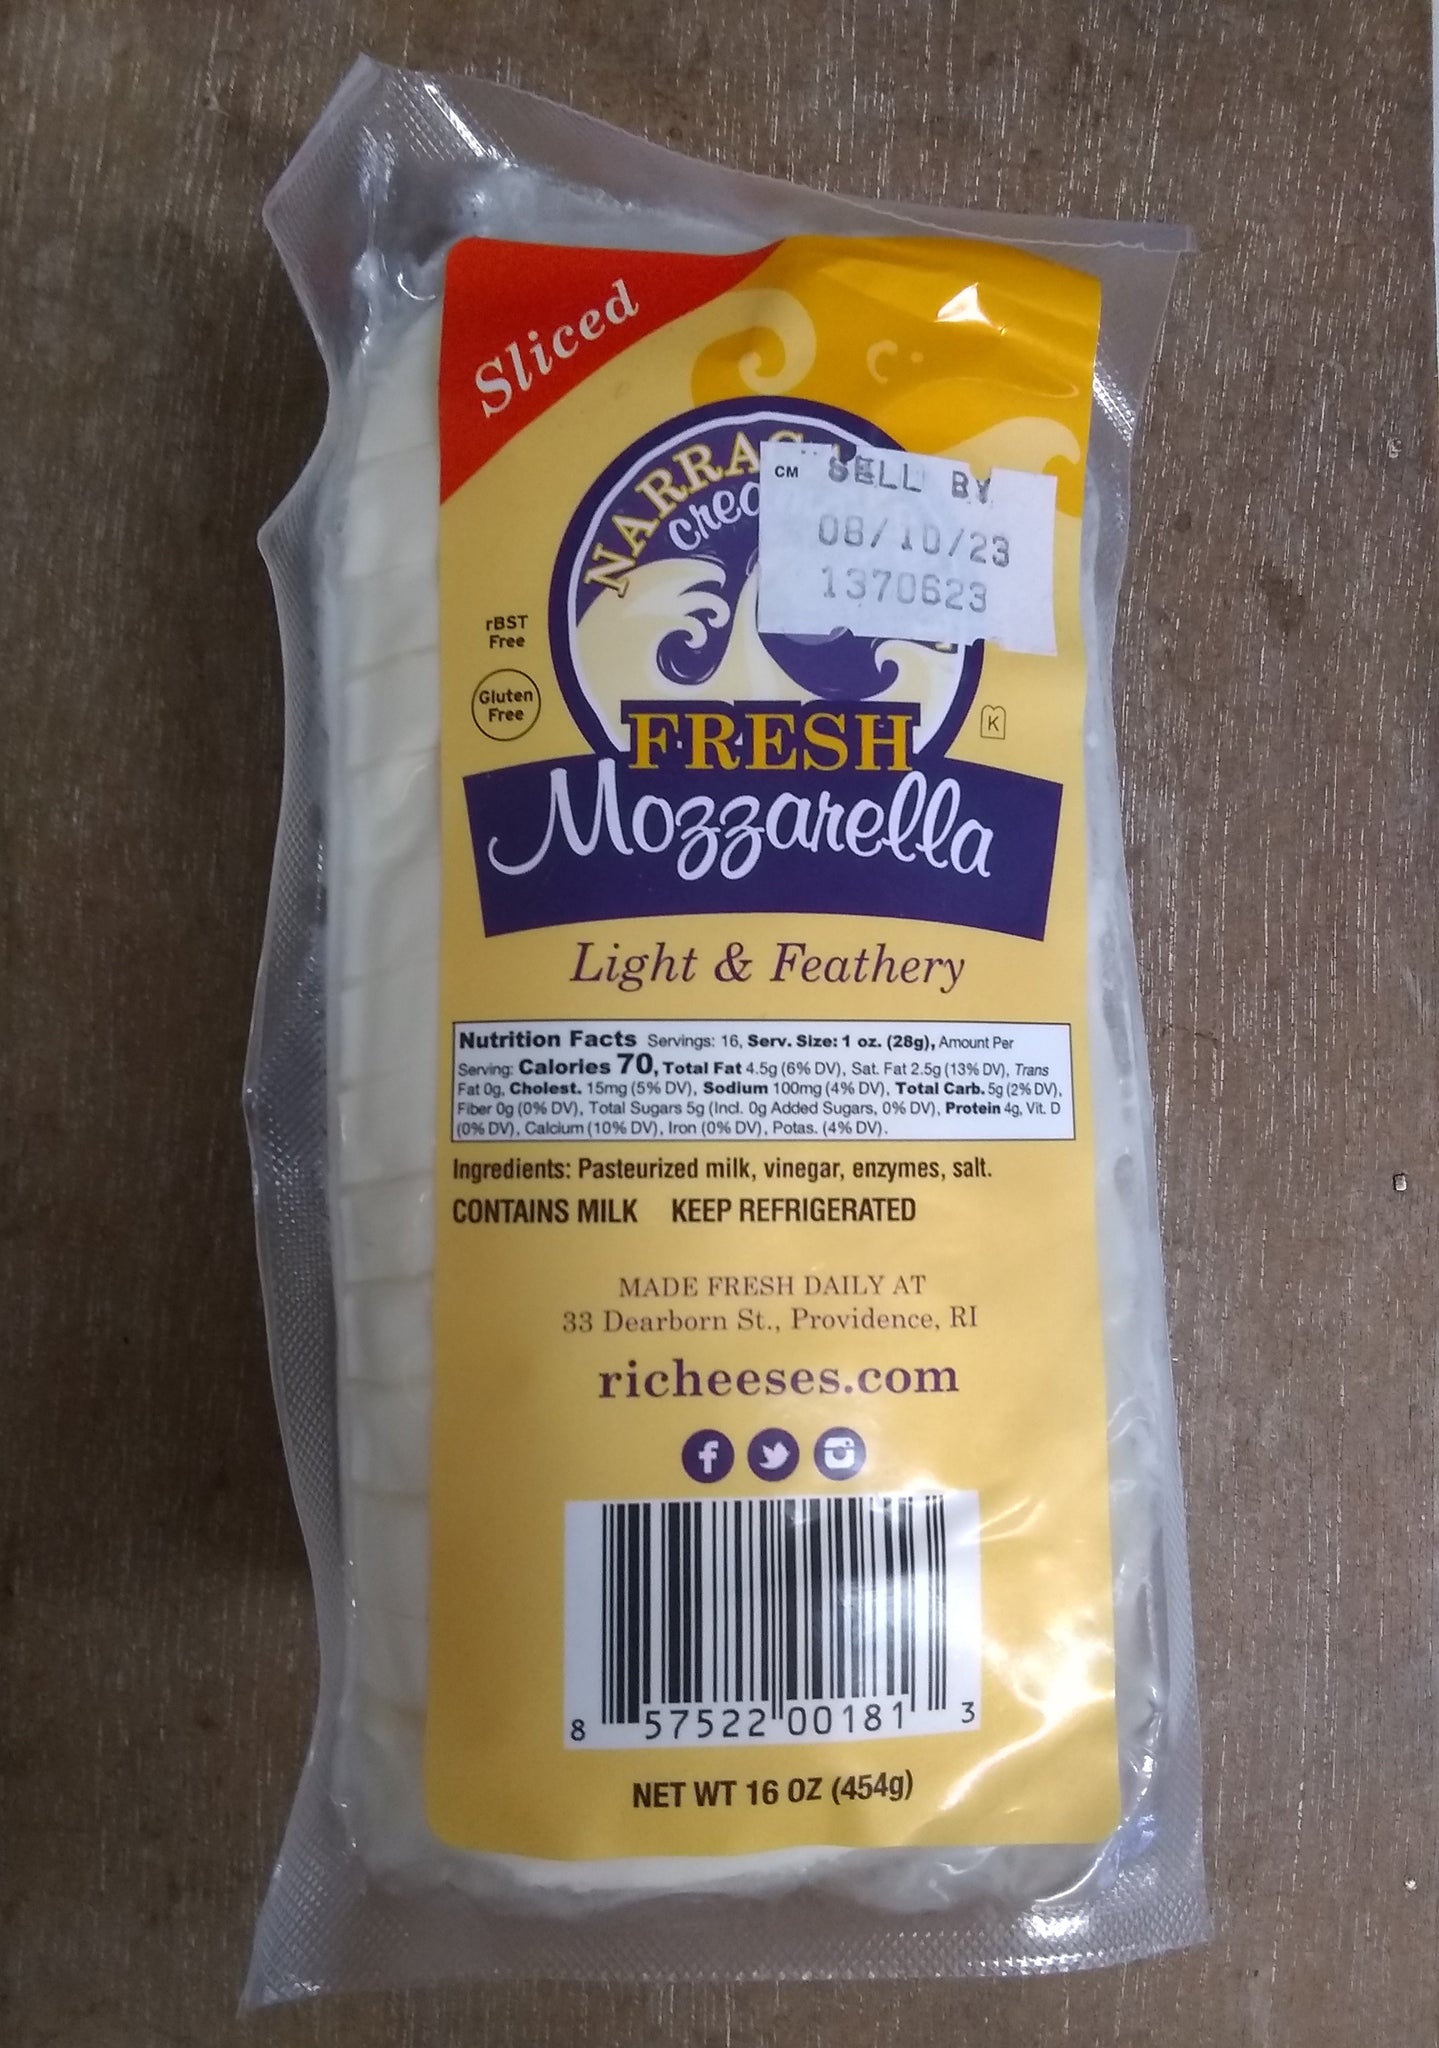 Sliced
CM SELL BY
08/10/23
1370623
rBST
Free
Gluten
Free
K
FRESH
Mozzarella
Light & Feathery
Nutrition Facts Servings: 16, Serv. Size: 1 oz. (28g), Amount Per
Serving: Calories 70, Total Fat 4.5g (6% DV), Sat. Fat 2.5g (13% DV), Trans
Fat 0g, Cholest. 15mg (5% DV), Sodium 100mg (4% DV), Total Carb. 5g (2% DV),
Fiber 0g (0% DV), Total Sugars 5g (Incl. 0g Added Sugars, 0% DV), Protein 4g, Vit. D
(0% DV), Calcium (10% DV), Iron (0% DV), Potas. (4% DV).
Ingredients: Pasteurized milk, vinegar, enzymes, salt.
CONTAINS MILK KEEP REFRIGERATED
MADE FRESH DAILY AT
33 Dearborn St., Providence, RI
richeeses.com
8 57522 00181 3
NET WT 16 OZ (454g)